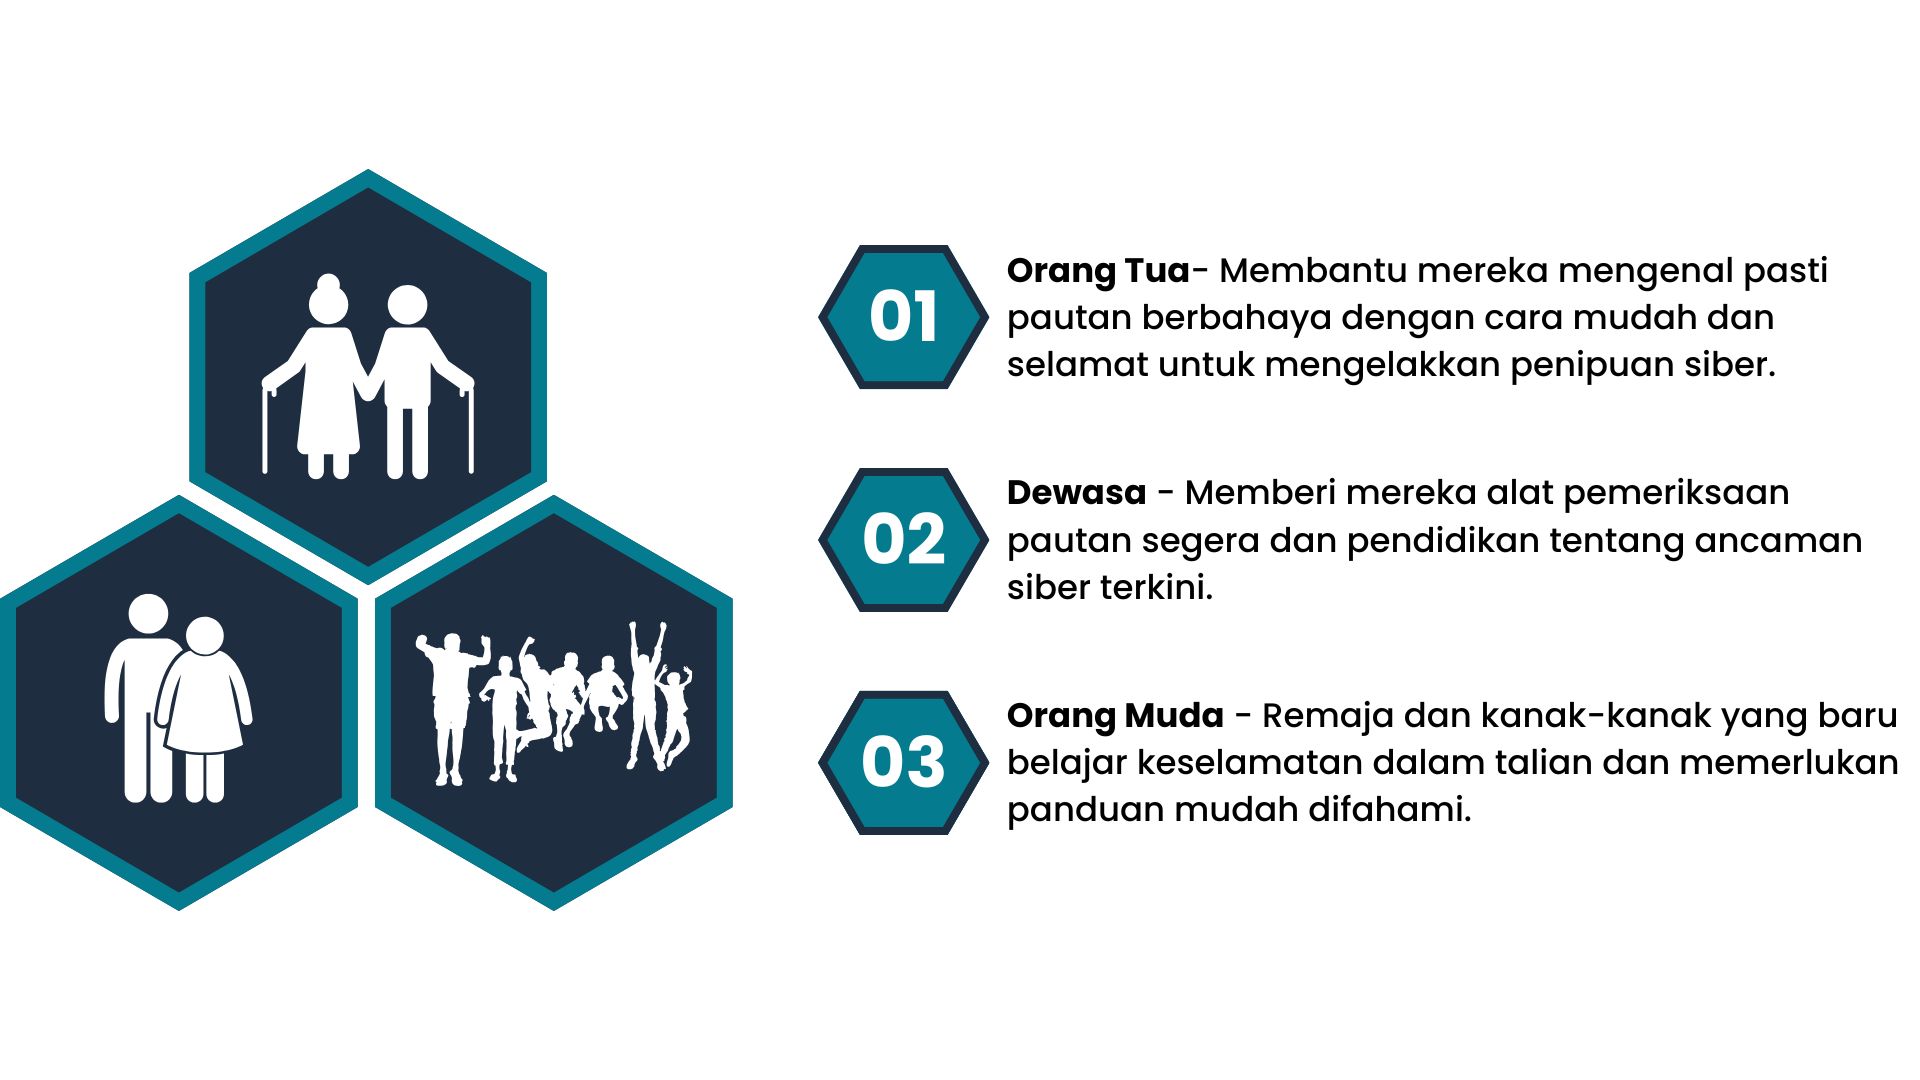 01
Orang Tua- Membantu mereka mengenal pasti
pautan berbahaya dengan cara mudah dan
selamat untuk mengelakkan penipuan siber.
02
Dewasa - Memberi mereka alat pemeriksaan
pautan segera dan pendidikan tentang ancaman
siber terkini.
03
Orang Muda - Remaja dan kanak-kanak yang baru
belajar keselamatan dalam talian dan memerlukan
panduan mudah difahami.